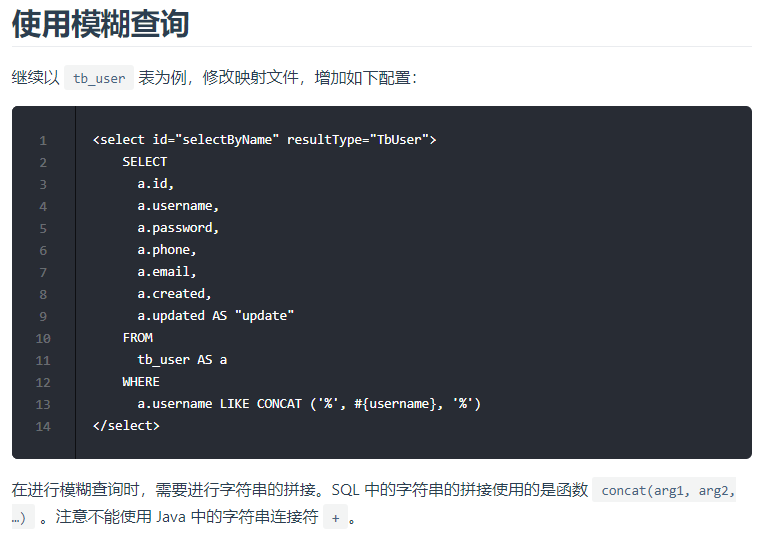 使用模糊查询
继续以 tb_user 表为例，修改映射文件，增加如下配置：
1 <select id="selectByName" resultType="TbUser">
2 SELECT
3 a.id,
4 a.username,
5 a.password,
6 a.phone,
7 a.email,
8 a.created,
9 a.updated AS "update"
10 FROM
11 tb_user AS a
12 WHERE
13 a.username LIKE CONCAT ('%', #{username}, '%')
14 </select>
在进行模糊查询时，需要进行字符串的拼接。SQL 中的字符串的拼接使用的是函数 concat(arg1, arg2,
…) 。注意不能使用 Java 中的字符串连接符 + 。